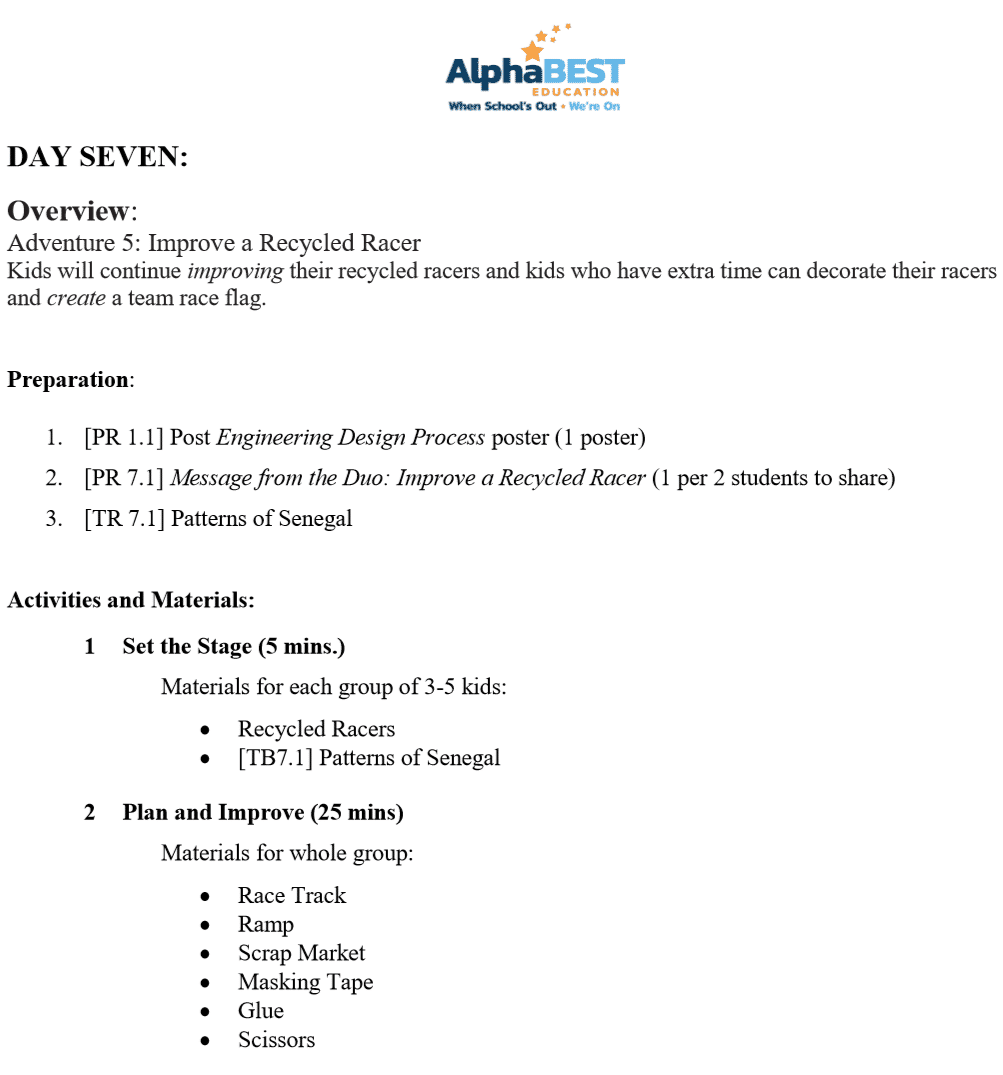 AlphaBEST
EDUCATION
When School's Out • We're On
DAY SEVEN:
Overview:
Adventure 5: Improve a Recycled Racer
Kids will continue improving their recycled racers and kids who have extra time can decorate their racers
and create a team race flag.
Preparation:
1. [PR 1.1] Post Engineering Design Process poster (1 poster)
2. [PR 7.1] Message from the Duo: Improve a Recycled Racer (1 per 2 students to share)
3. [TR 7.1] Patterns of Senegal
Activities and Materials:
1 Set the Stage (5 mins.)
Materials for each group of 3-5 kids:
• Recycled Racers
• [TB7.1] Patterns of Senegal
2 Plan and Improve (25 mins)
Materials for whole group:
• Race Track
• Ramp
• Scrap Market
• Masking Tape
• Glue
• Scissors